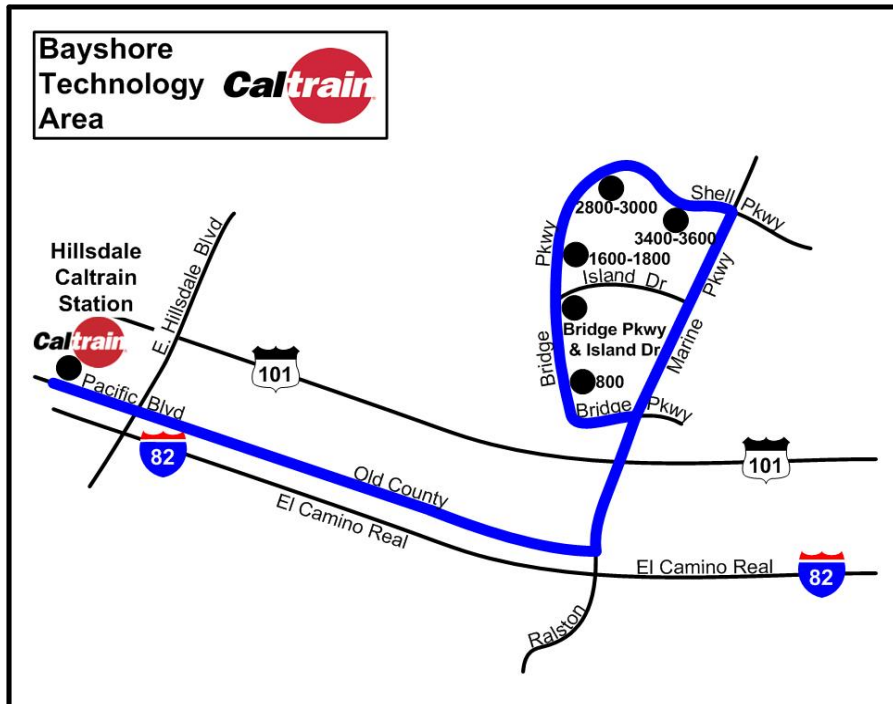 Bayshore
Technology
Area
Caltrain
Hillsdale
Caltrain
Station
Caltrain
E. Hillsdale Blvd
Pacific Blvd
101
82
Old County
El Camino Real
2800-3000
Shell Pkwy
3400-3600
Pkwy
1600-1800
Island Dr
Pkwy
Bridge Pkwy
& Island Dr
Marine
Bridge
800
Bridge Pkwy
101
El Camino Real
82
Ralston